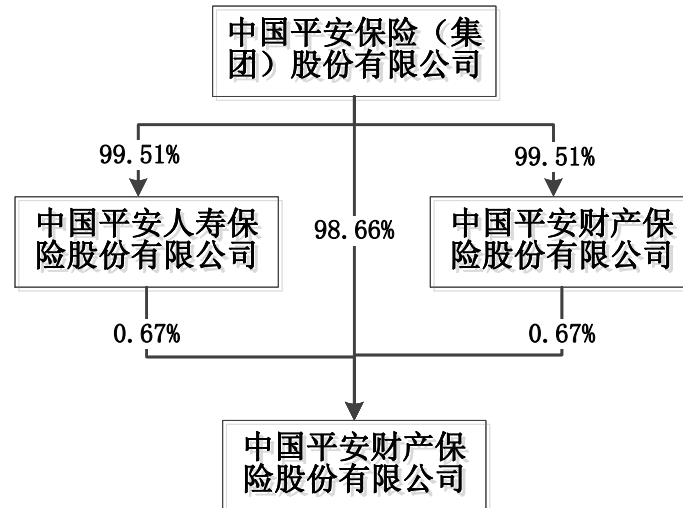 中国平安保险（集
团）股份有限公司
99.51%
99.51%
中国平安人寿保
险股份有限公司
98.66%
中国平安财产保
险股份有限公司
0.67%
0.67%
中国平安财产保
险股份有限公司